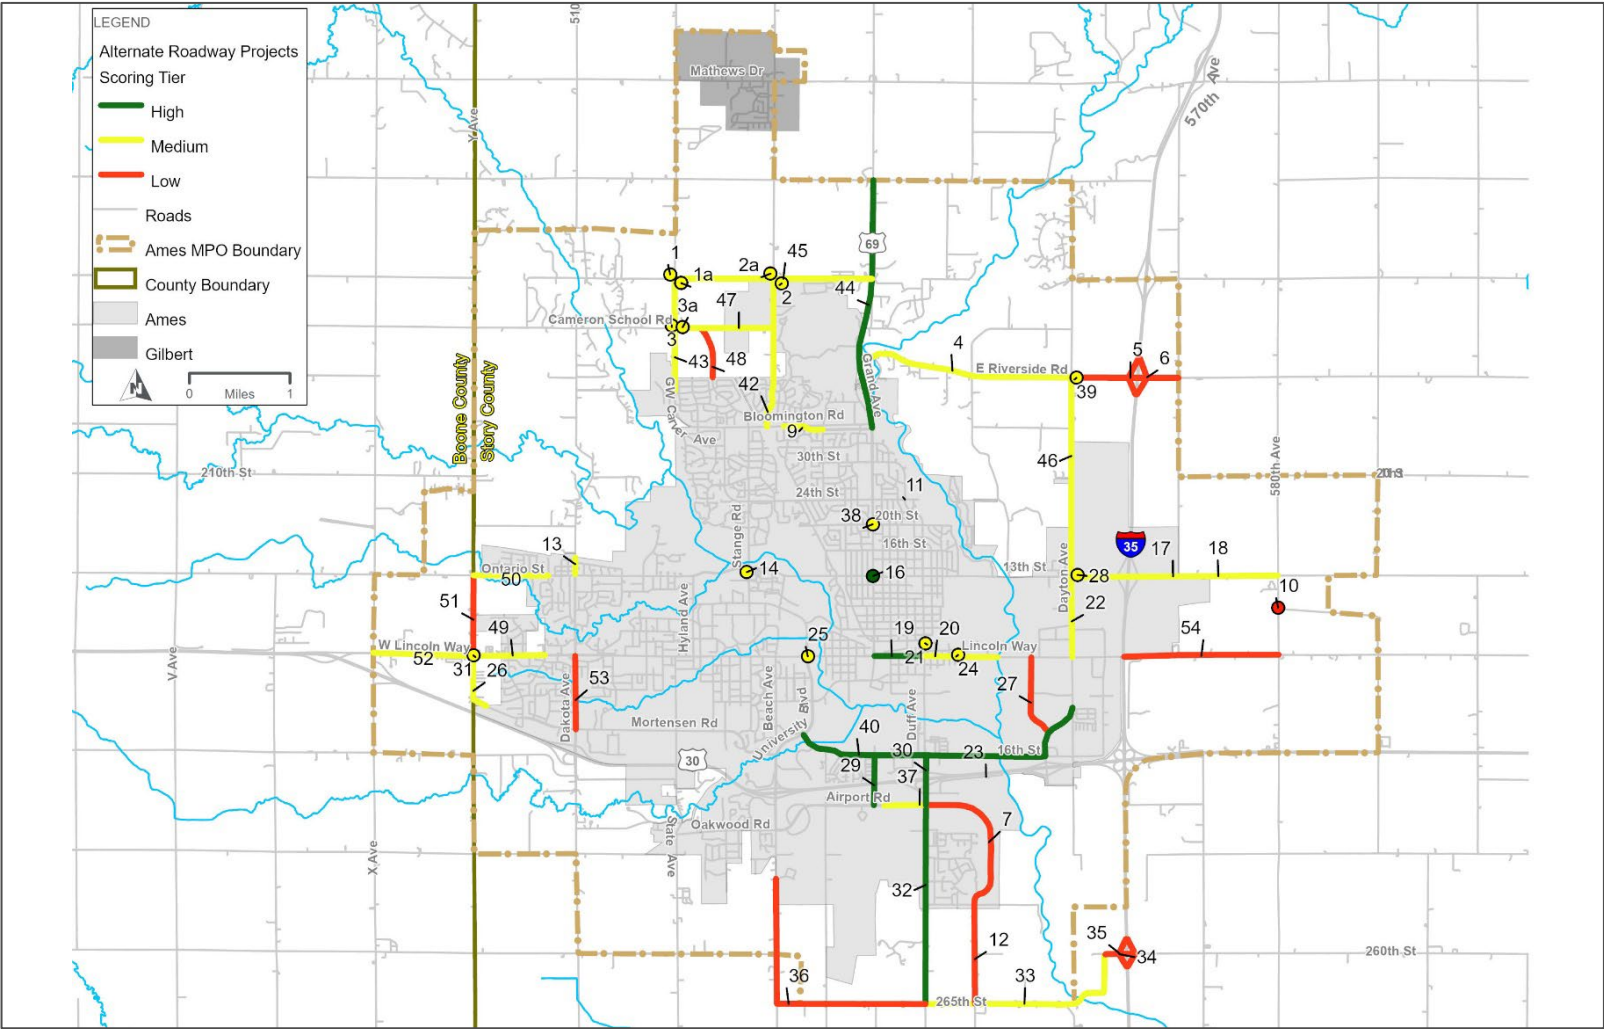 LEGEND
Alternate Roadway Projects
Scoring Tier
High
Medium
Low
Roads
Ames MPO Boundary
County Boundary
Ames
Gilbert
N
0 Miles 1
510
Mathews Dr
Y Ave
570th Ave
69
1
1a
2a
45
2
44
3a
47
Cameron School Rd
3
43
48
42
4
5
6
E Riverside Rd
39
GW Carver Ave
Grand Ave
Bloomington Rd
9
Boone County
Story County
30th St
46
210th St
580th Ave
24th St
11
38
20th St
Stange Rd
16th St
35
17
18
13
Ontario St
50
14
16
13th St
28
10
Dayton Ave
22
51
49
Hyland Ave
W Lincoln Way
52
31
26
25
19
20
21
24
Lincoln Way
54
V Ave
53
Dakota Ave
27
Beach Ave
University Blvd
Duff Ave
Mortensen Rd
40
30
23
16th St
30
29
37
Airport Rd
Oakwood Rd
7
X Ave
State Ave
32
12
35
34
260th St
36
33
265th St